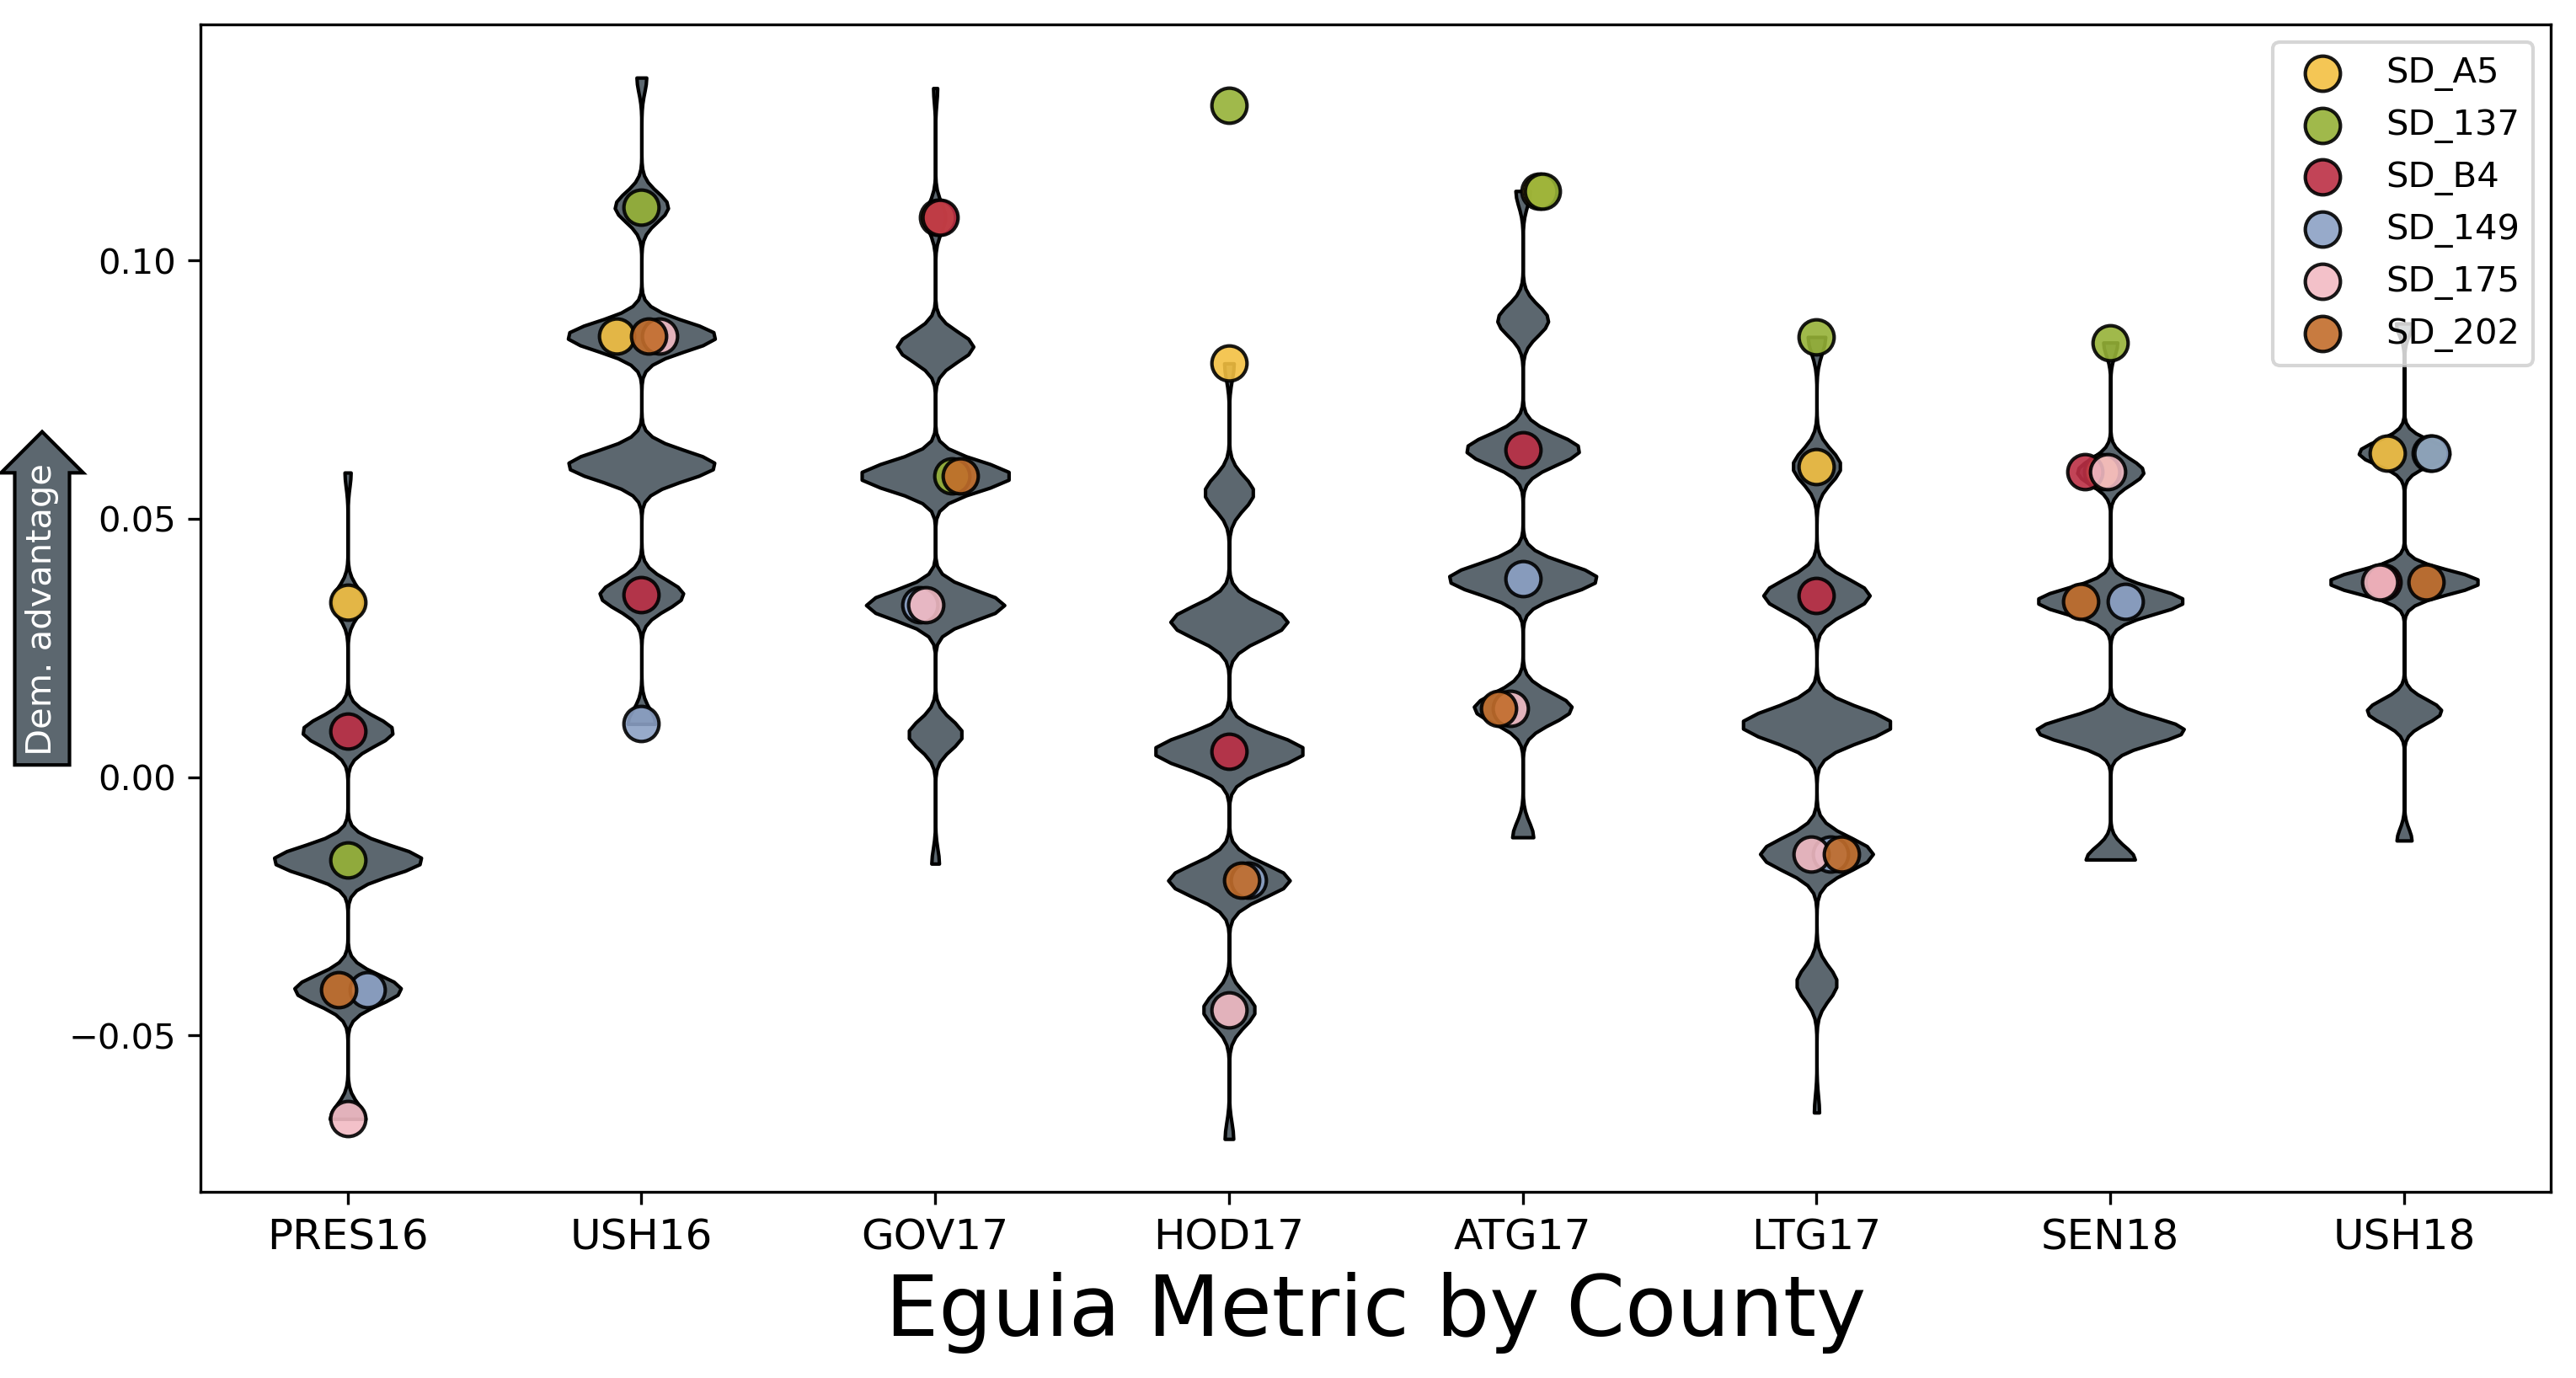 SD_A5
SD_137
SD_B4
SD_149
SD_175
SD_202
0.10
0.05
0.00
−0.05
Dem. advantage
PRES16 USH16 GOV17 HOD17 ATG17 LTG17 SEN18 USH18
Eguia Metric by County